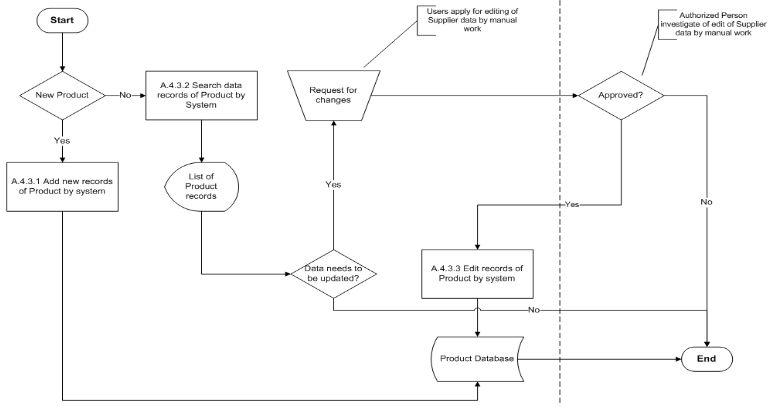 Start
Users apply for editing of
Supplier data by manual
work
Authorized Person
investigate of edit of Supplier
data by manual work
New Product
No
A.4.3.2 Search data
records of Product by
System
Request for
changes
Approved?
Yes
A.4.3.1 Add new records
of Product by system
List of
Product
records
Yes
Yes
No
Data needs to
be updated?
A.4.3.3 Edit records of
Product by system
No
Product Database
End